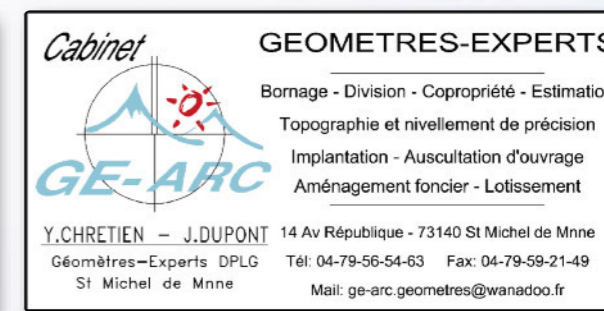 Cabinet
GE-ARC
Y.CHRETIEN - J.DUPONT
Géomètres-Experts DPLG
St Michel de Mnne
GEOMETRES-EXPERTS
Bornage - Division - Copropriété - Estimatio
Topographie et nivellement de précision
Implantation - Auscultation d'ouvrage
Aménagement foncier - Lotissement
14 Av République - 73140 St Michel de Mnne
Tél: 04-79-56-54-63 Fax: 04-79-59-21-49
Mail: ge-arc.geometres@wanadoo.fr